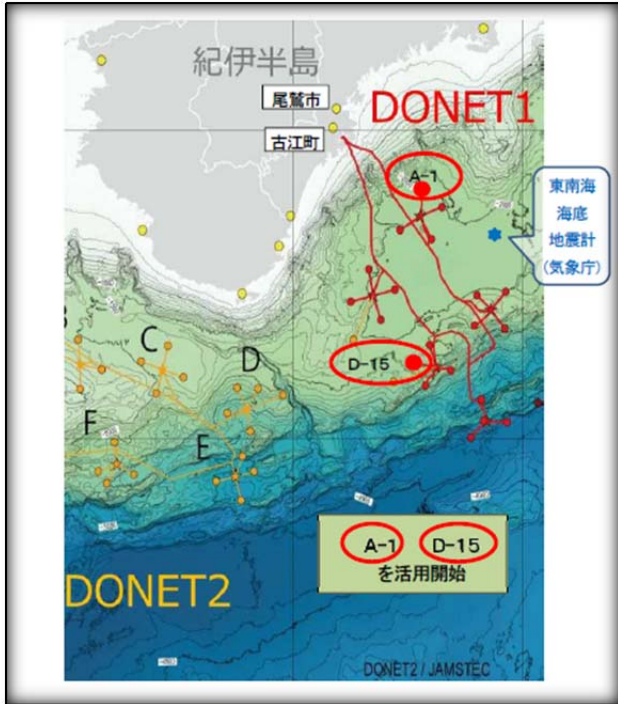 紀伊半島
尾鷲市
DONET1
古江町
A-1
東南海
海底
地震計
(気象庁)
C
D
D-15
F
E
A-1 D-15
を活用開始
DONET2
DONET2 / JAMSTEC